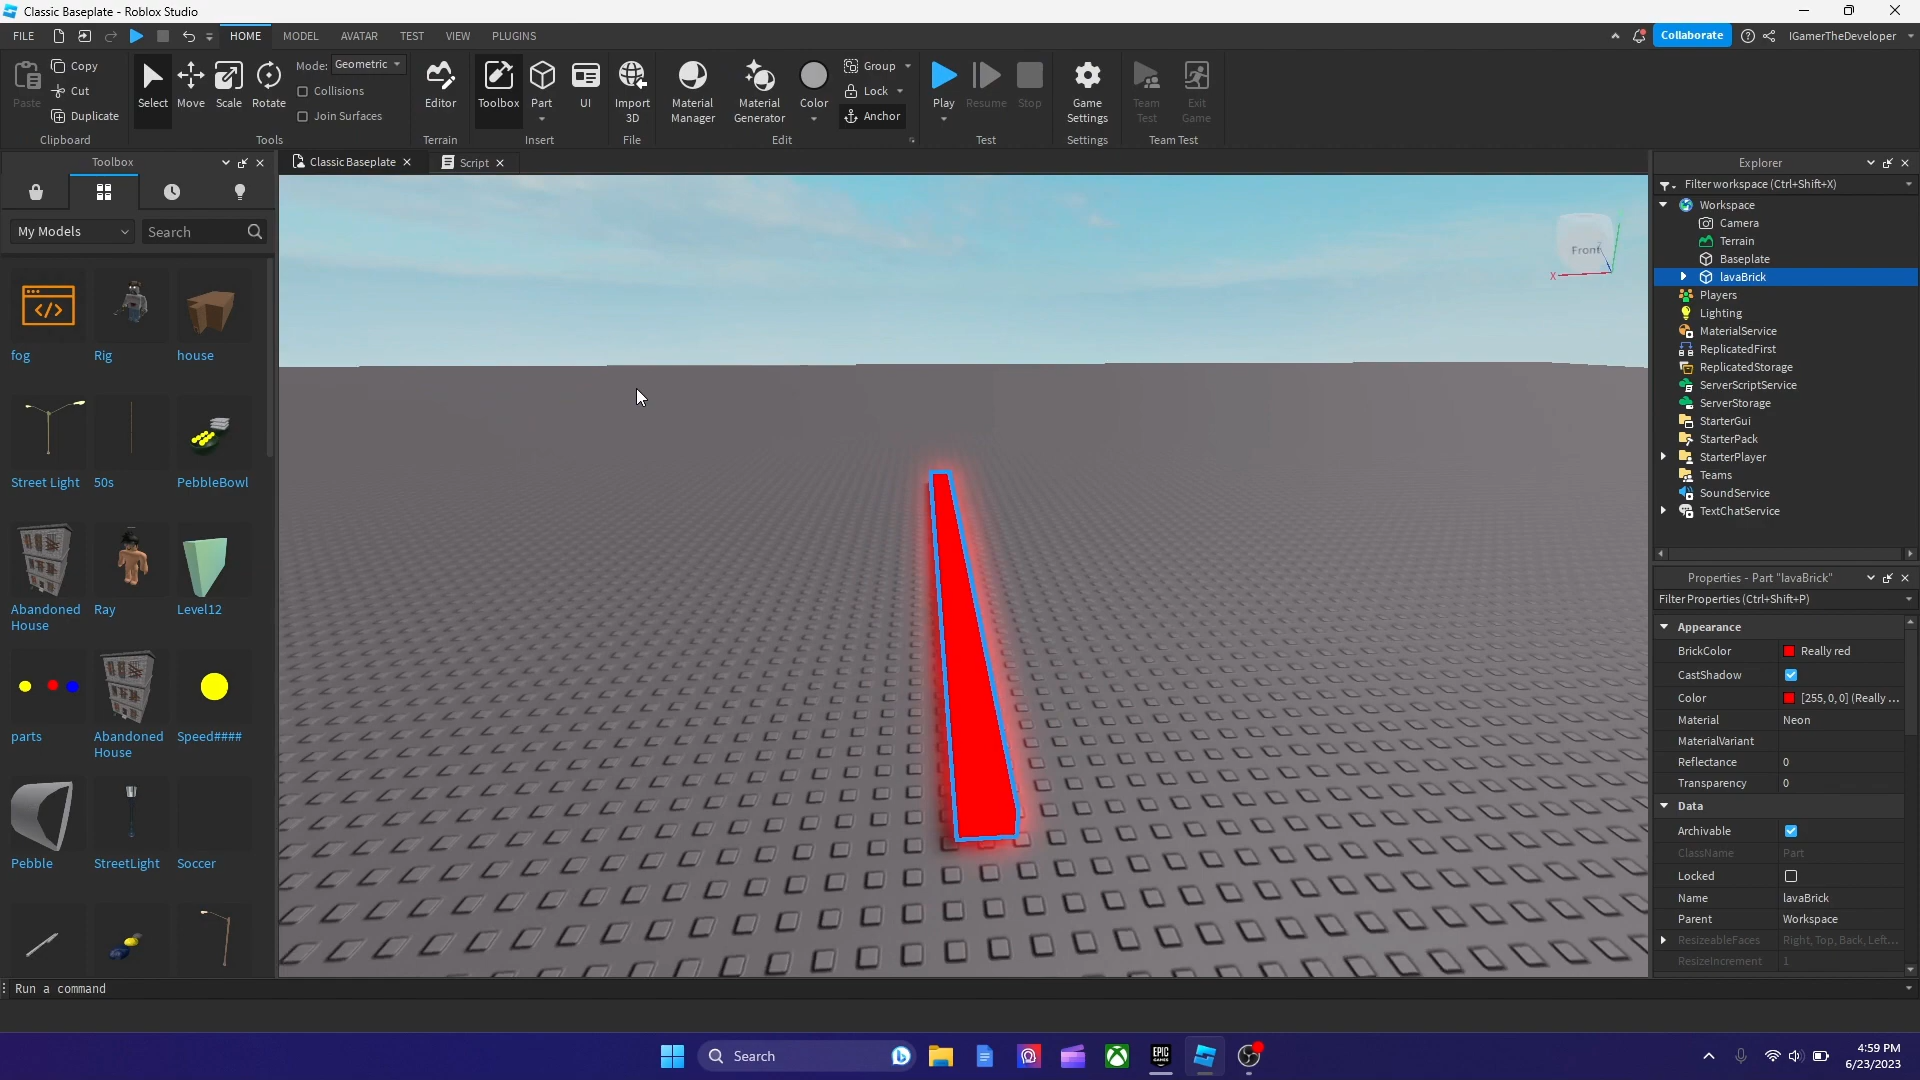 Classic Baseplate - Roblox Studio
FILE HOME MODEL AVATAR TEST VIEW PLUGINS Collaborate IGamerTheDeveloper
Paste Copy Cut Duplicate Clipboard
Select Move Scale Rotate Mode: Geometric Collisions Join Surfaces Tools
Editor Terrain
Toolbox Part UI Insert
Import 3D File
Material Manager Material Generator Color Group Lock Anchor Edit
Play Resume Stop Test
Game Settings Settings
Team Test Exit Game Team Test
Toolbox
Classic Baseplate
Script
My Models Search
fog Rig house
Street Light 50s PebbleBowl
Abandoned House Ray Level12
parts Abandoned House Speed####
Pebble StreetLight Soccer
Front
X
Explorer
Filter workspace (Ctrl+Shift+X)
Workspace
Camera
Terrain
Baseplate
lavaBrick
Players
Lighting
MaterialService
ReplicatedFirst
ReplicatedStorage
ServerScriptService
ServerStorage
StarterGui
StarterPack
StarterPlayer
Teams
SoundService
TextChatService
Properties - Part "lavaBrick"
Filter Properties (Ctrl+Shift+P)
Appearance
BrickColor Really red
CastShadow
Color [255, 0, 0] (Really ...
Material Neon
MaterialVariant
Reflectance 0
Transparency 0
Data
Archivable
ClassName Part
Locked
Name lavaBrick
Parent Workspace
ResizeableFaces Right, Top, Back, Left...
ResizeIncrement 1
Run a command
Search
EPIC GAMES
4:59 PM
6/23/2023